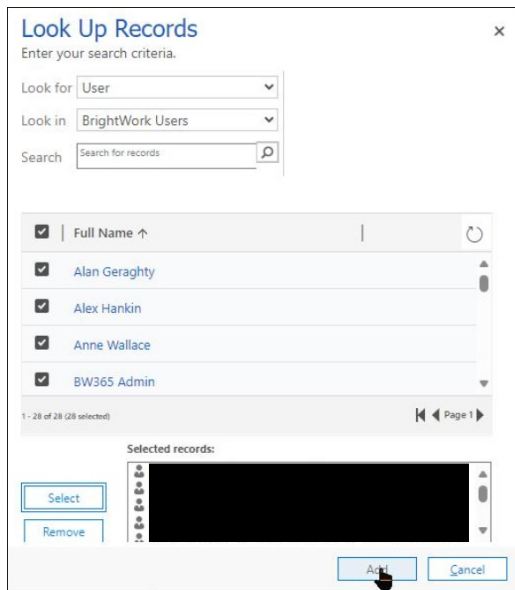 Look Up Records
Enter your search criteria.
Look for User
Look in BrightWork Users
Search Search for records
Full Name ↑
Alan Geraghty
Alex Hankin
Anne Wallace
BW365 Admin
1 - 28 of 28 (28 selected)
Page 1
Selected records:
Select
Remove
Add
Cancel